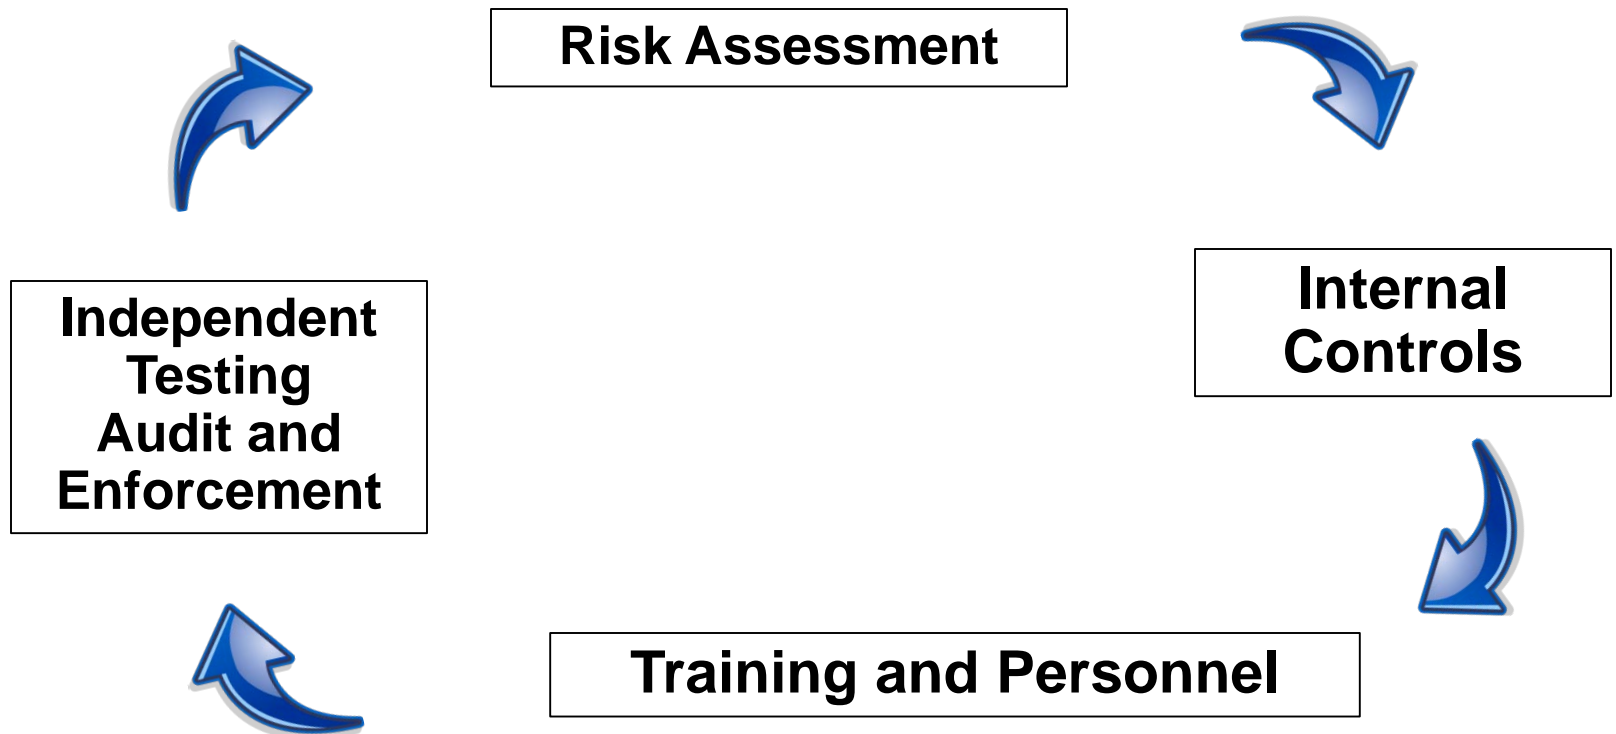 Risk Assessment
Internal
Controls
Independent
Testing
Audit and
Enforcement
Training and Personnel